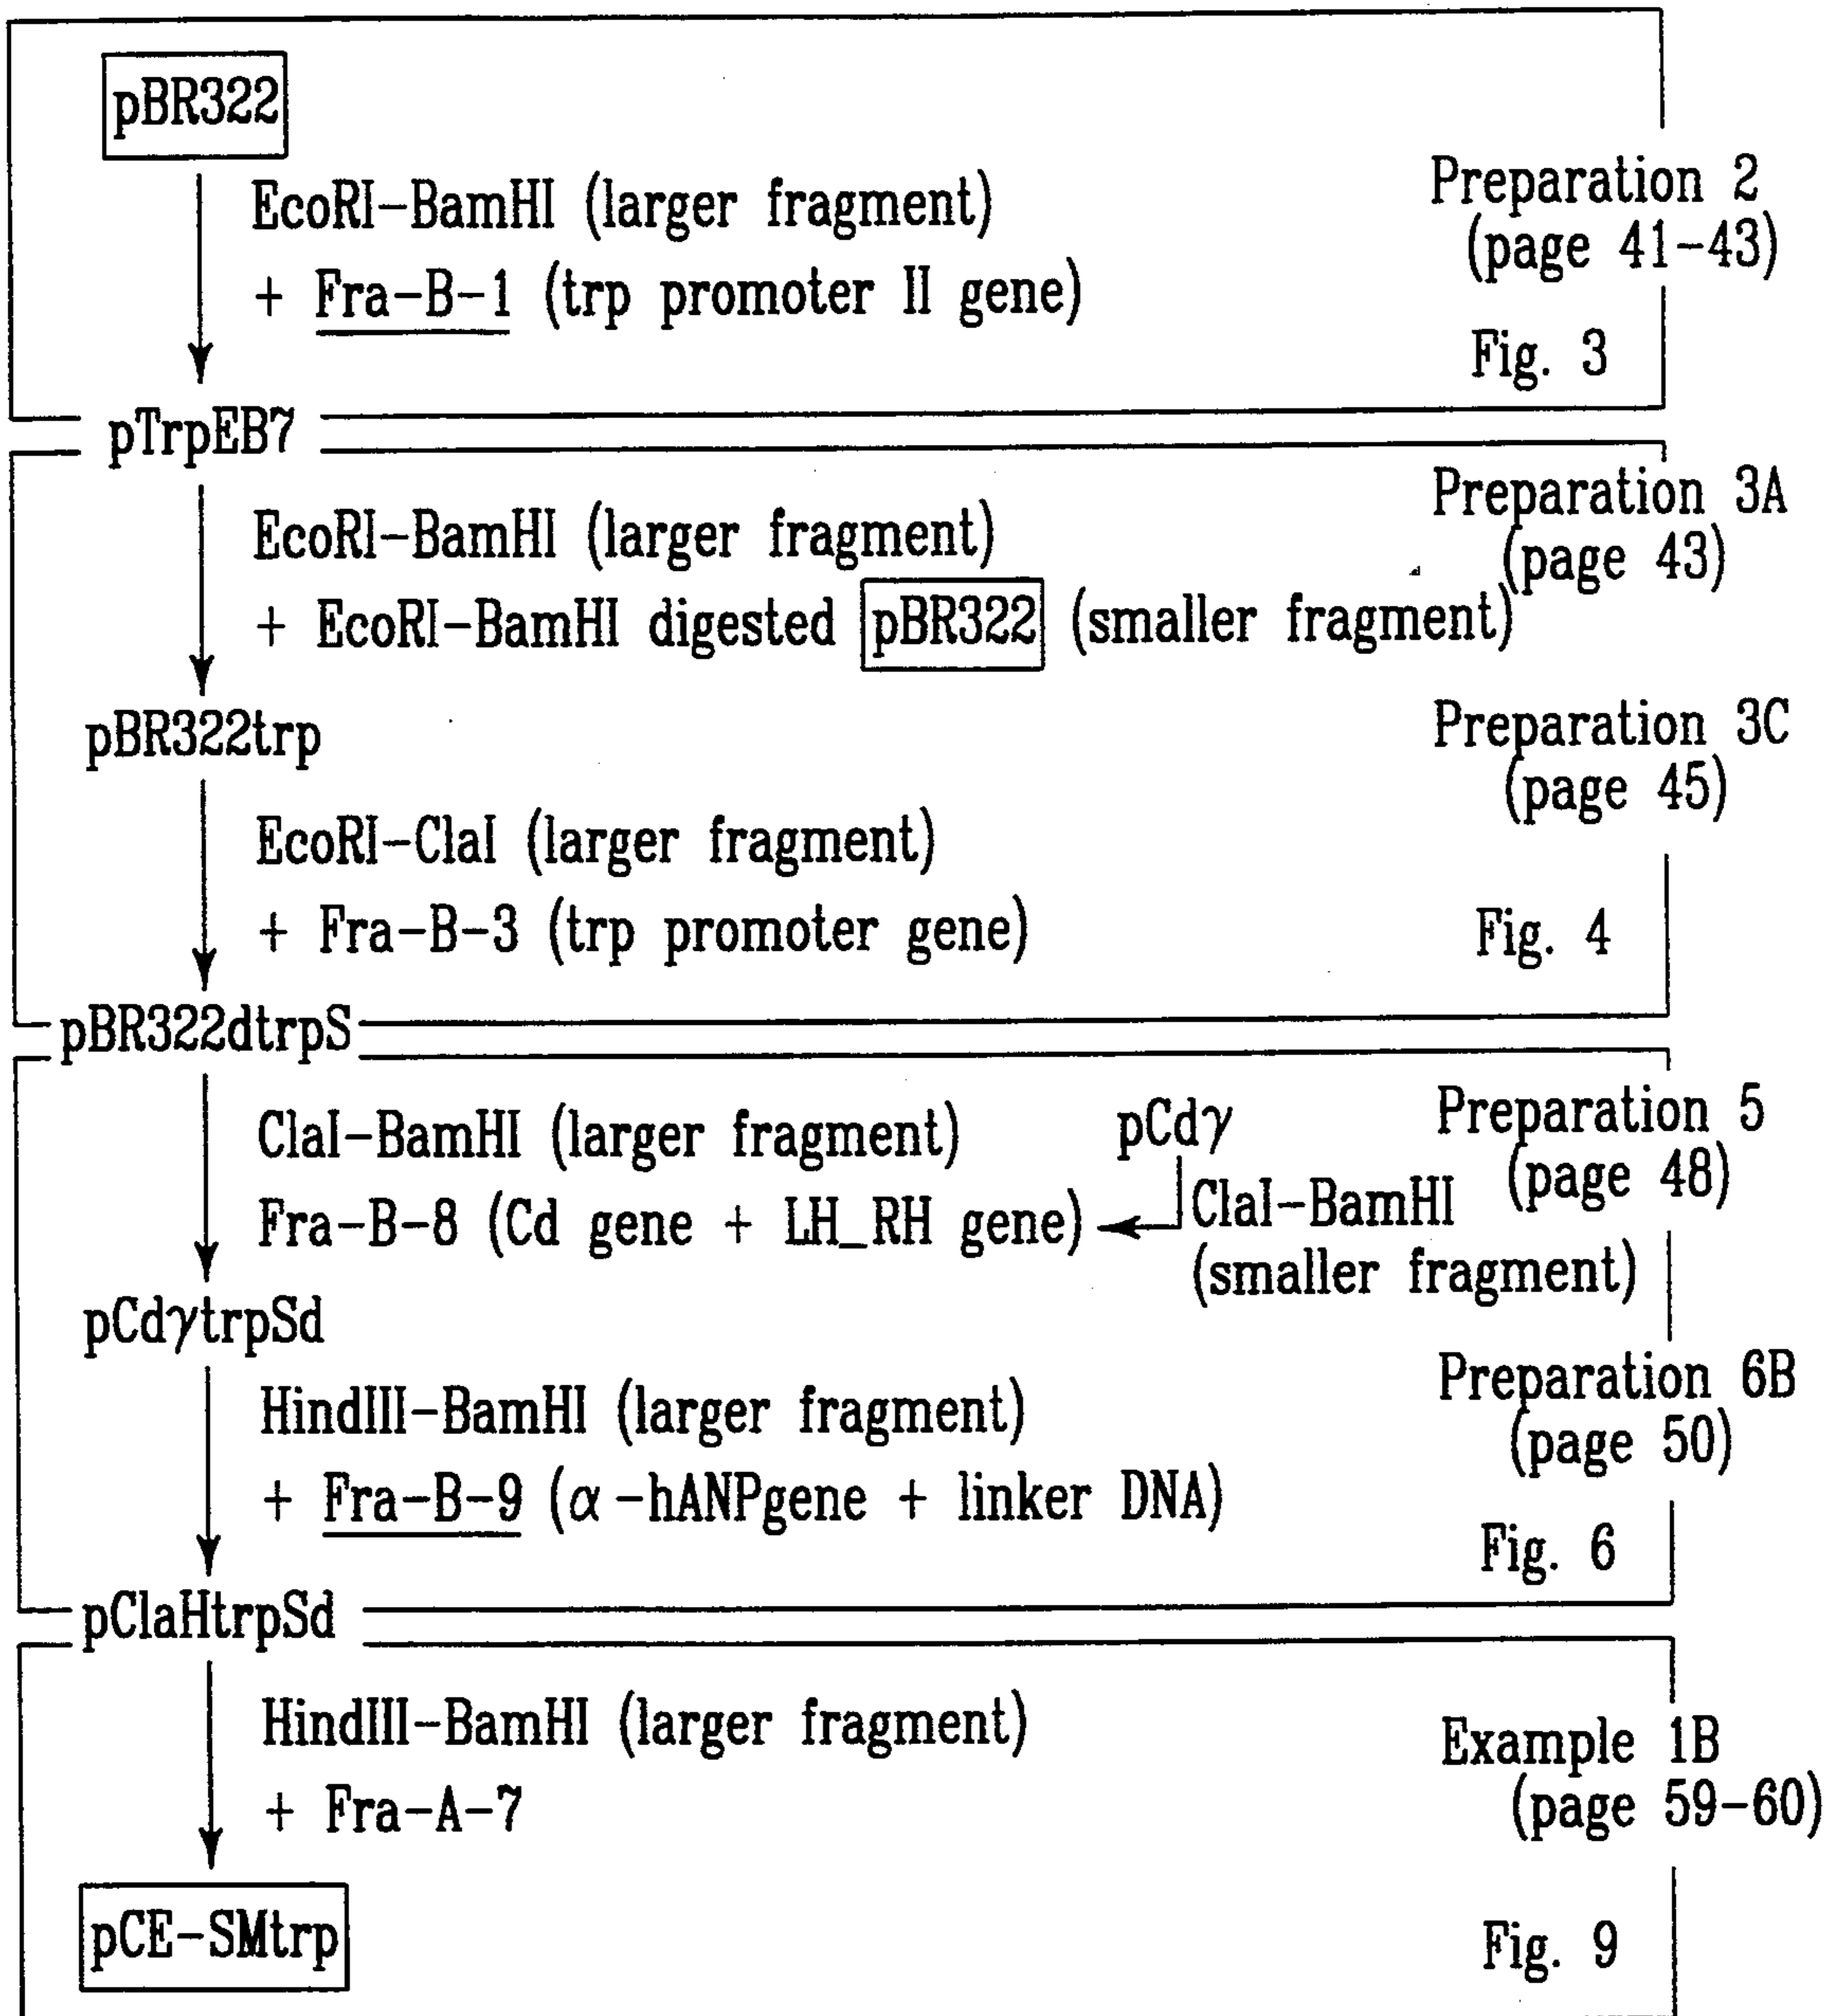 pBR322
EcoRI-BamHI (larger fragment)
+ Fra-B-1 (trp promoter II gene)
Preparation 2
(page 41-43)
Fig. 3
pTrpEB7
EcoRI-BamHI (larger fragment)
+ EcoRI-BamHI digested pBR322 (smaller fragment)
Preparation 3A
(page 43)
pBR322trp
Preparation 3C
(page 45)
EcoRI-ClaI (larger fragment)
+ Fra-B-3 (trp promoter gene)
Fig. 4
pBR322dtrpS
ClaI-BamHI (larger fragment)
Fra-B-8 (Cd gene + LH_RH gene)
pCdγ
ClaI-BamHI
(smaller fragment)
Preparation 5
(page 48)
pCdγtrpSd
HindIII-BamHI (larger fragment)
+ Fra-B-9 (α-hANPgene + linker DNA)
Preparation 6B
(page 50)
Fig. 6
pClaHtrpSd
HindIII-BamHI (larger fragment)
+ Fra-A-7
Example 1B
(page 59-60)
pCE-SMtrp
Fig. 9